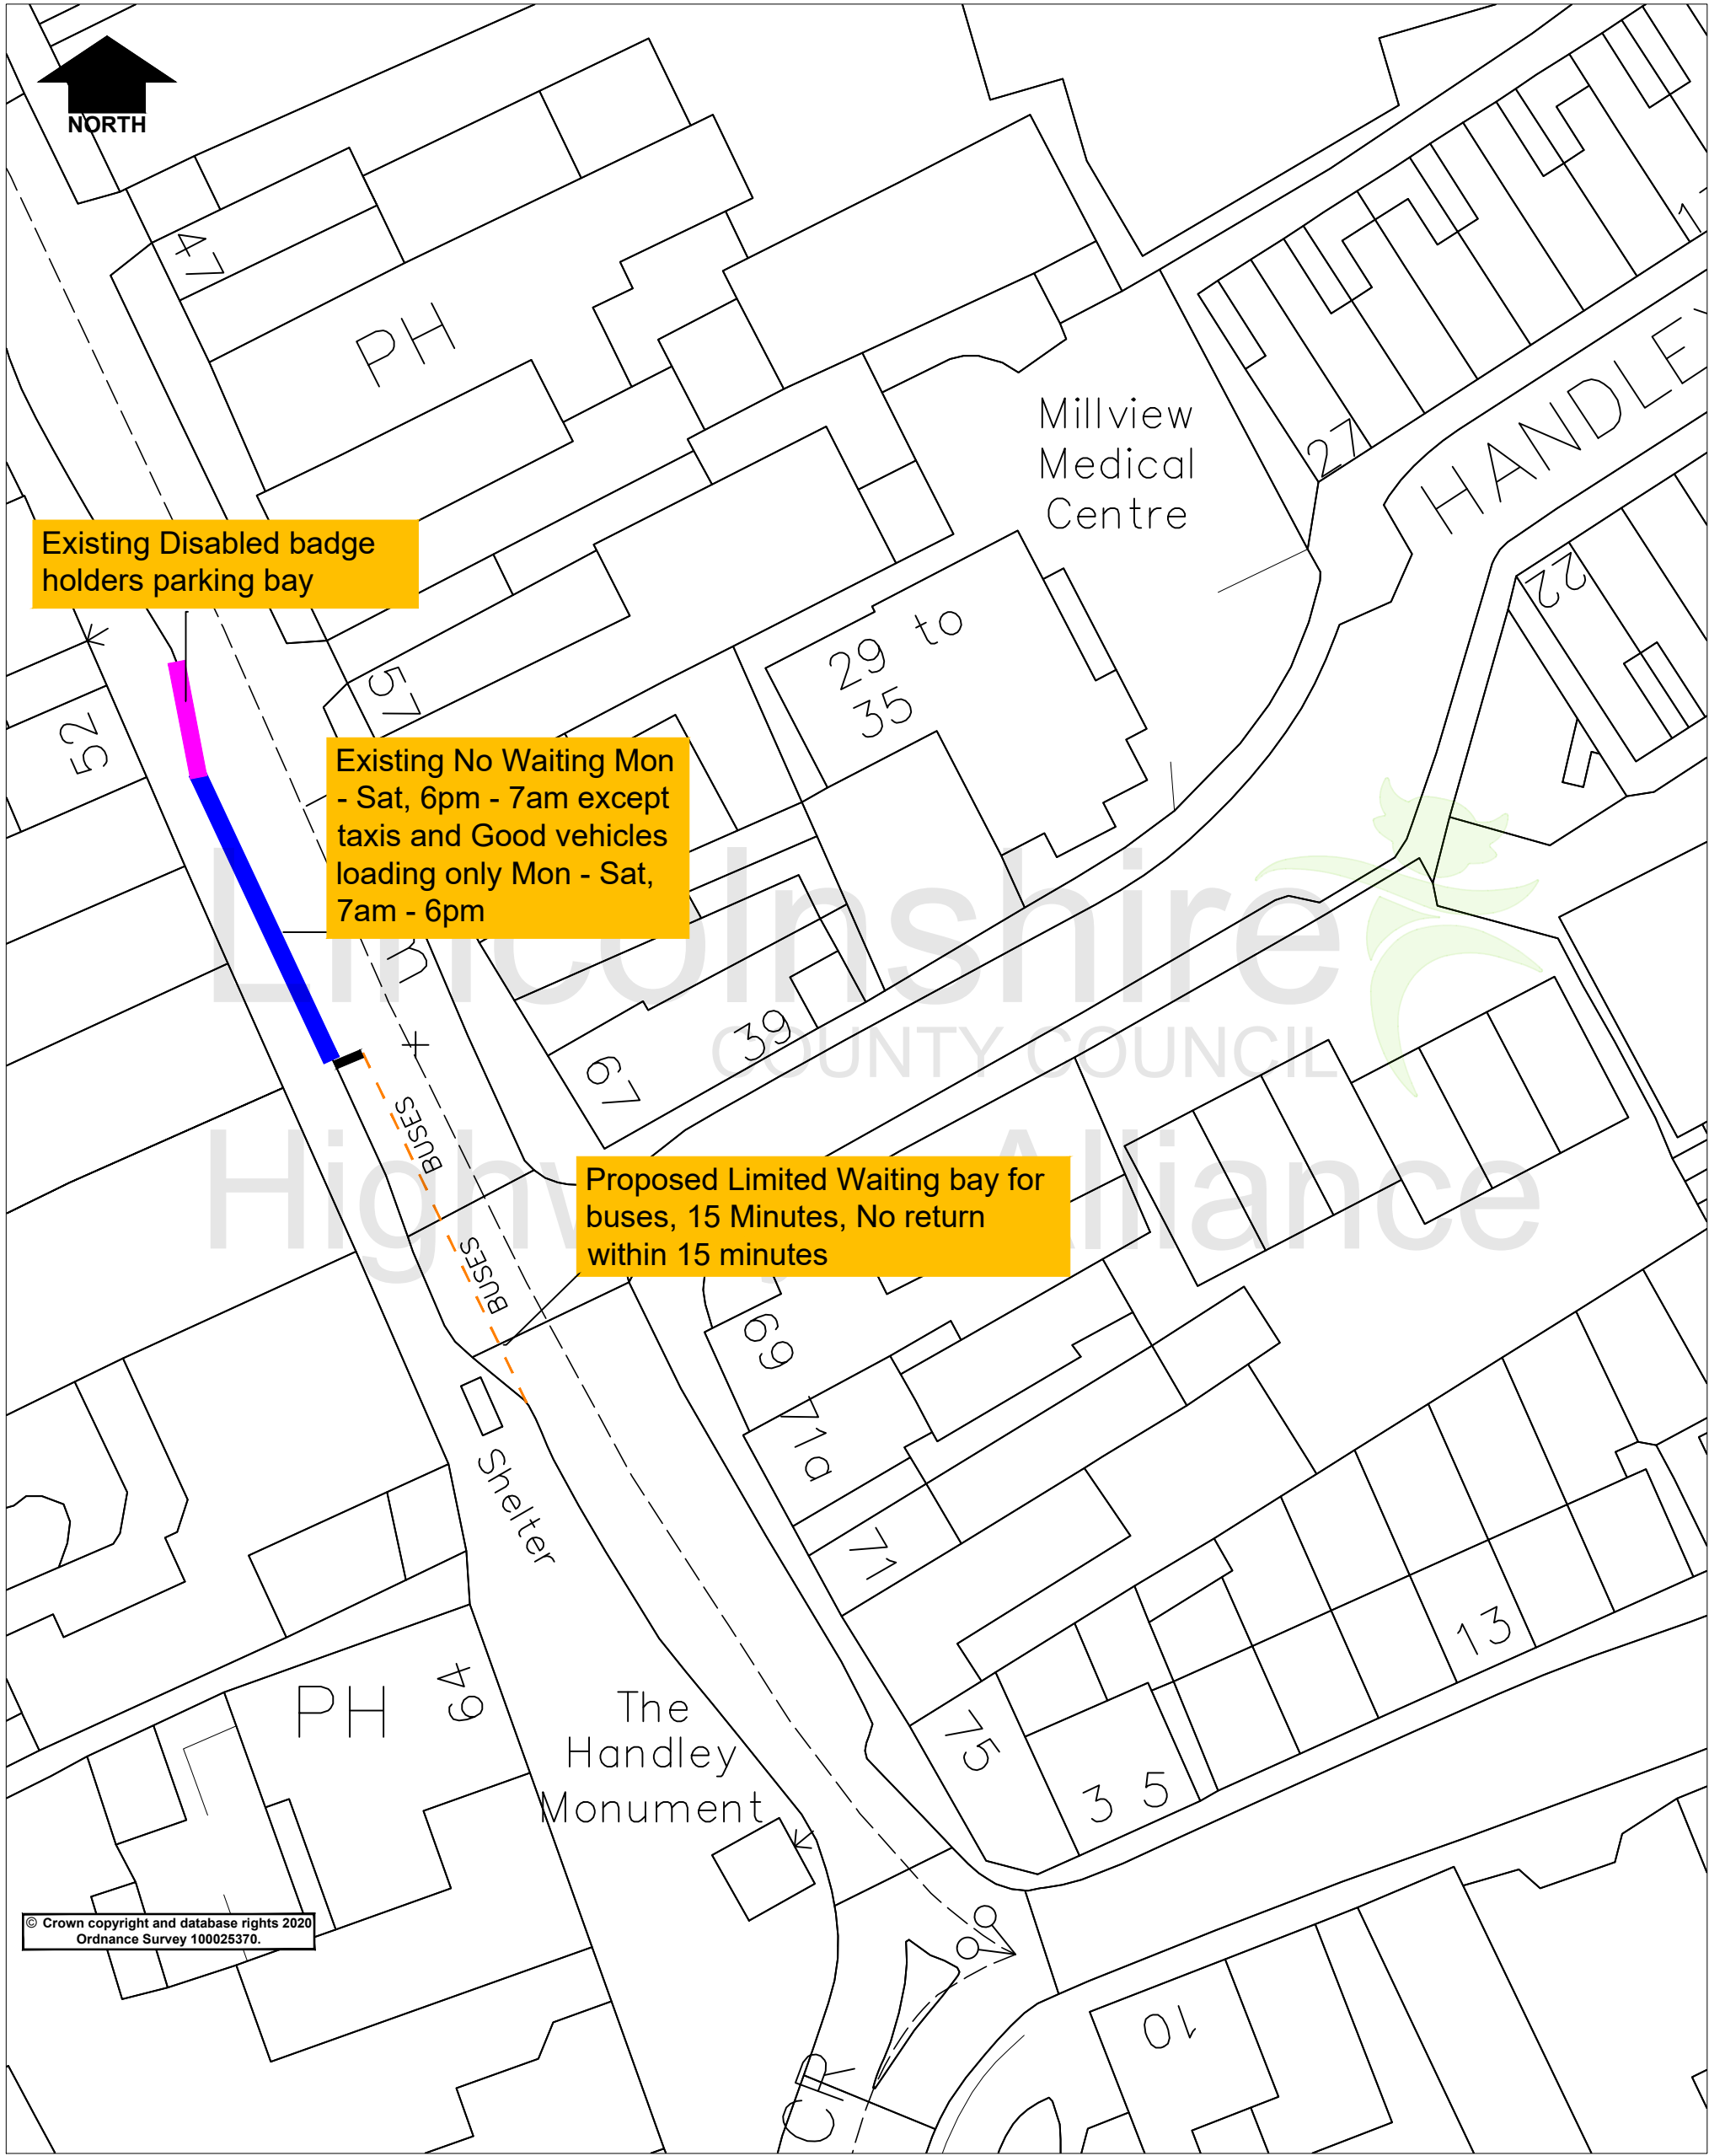 NORTH
47
PH
Millview
Medical
Centre
27
HANDLEY
22
Existing Disabled badge
holders parking bay
29 to
35
57
52
Existing No Waiting Mon
- Sat, 6pm - 7am except
taxis and Good vehicles
loading only Mon - Sat,
7am - 6pm
Lincolnshire
COUNTY COUNCIL
39
67
BUSES
Highways Alliance
Proposed Limited Waiting bay for
buses, 15 Minutes, No return
within 15 minutes
BUSES
69
71a
Shelter
71
13
PH
64
The
Handley
Monument
75
3 5
© Crown copyright and database rights 2020
Ordnance Survey 100025370.
10
CR